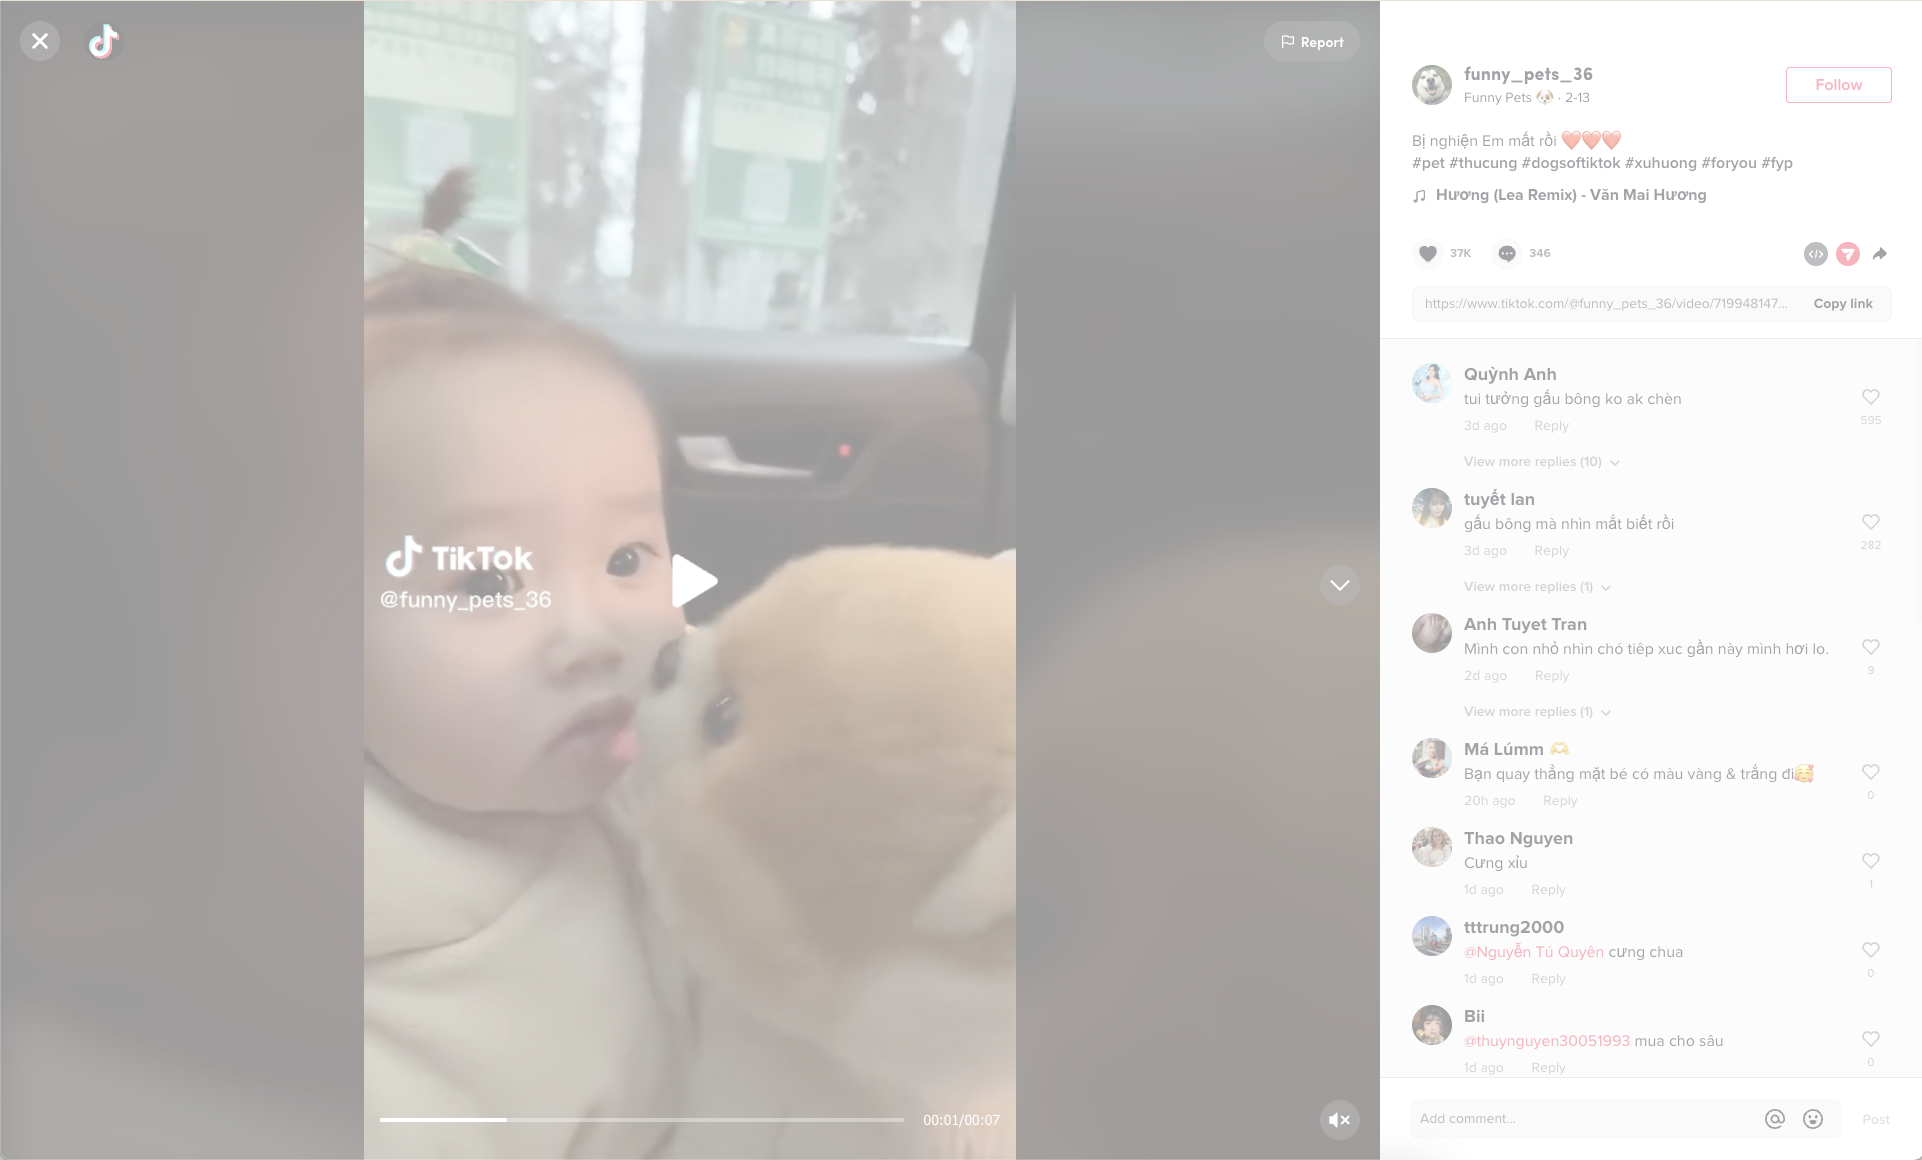 Report
TikTok
@funny_pets_36
00:01/00:07
funny_pets_36
Funny Pets 🐶 · 2-13
Follow
Bị nghiện Em mất rồi ❤️❤️❤️
#pet #thucung #dogsoftiktok #xuhuong #foryou #fyp
Hương (Lea Remix) - Văn Mai Hương
37K
346
https://www.tiktok.com/@funny_pets_36/video/719948147...
Copy link
Quỳnh Anh
tui tưởng gấu bông ko ak chèn
595
3d ago Reply
View more replies (10)
tuyết lan
gấu bông mà nhìn mắt biết rồi
282
3d ago Reply
View more replies (1)
Anh Tuyet Tran
Mình con nhỏ nhìn chó tiêp xuc gần này mình hơi lo.
9
2d ago Reply
View more replies (1)
Má Lúmm 🫶
Bạn quay thẳng mặt bé có màu vàng & trắng đi🥰
0
20h ago Reply
Thao Nguyen
Cưng xỉu
1
1d ago Reply
tttrung2000
@Nguyễn Tú Quyên cưng chua
0
1d ago Reply
Bii
@thuynguyen30051993 mua cho sâu
0
1d ago Reply
Add comment...
Post